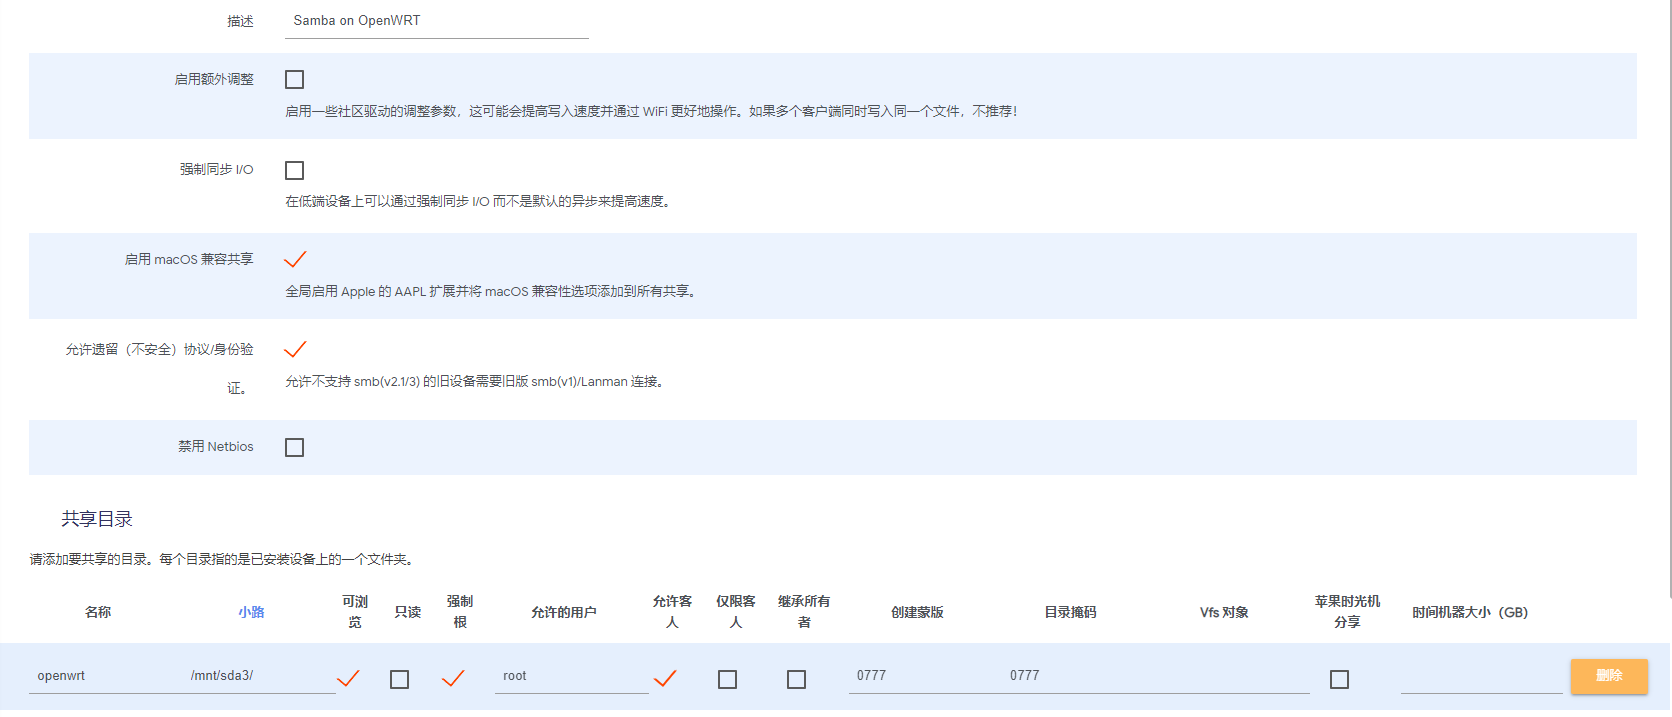 描述 Samba on OpenWRT
启用额外调整
启用一些社区驱动的调整参数，这可能会提高写入速度并通过 WiFi 更好地操作。如果多个客户端同时写入同一个文件，不推荐！
强制同步 I/O
在低端设备上可以通过强制同步 I/O 而不是默认的异步来提高速度。
启用 macOS 兼容共享
全局启用 Apple 的 AAPL 扩展并将 macOS 兼容性选项添加到所有共享。
允许遗留（不安全）协议/身份验
证。
允许不支持 smb(v2.1/3) 的旧设备需要旧版 smb(v1)/Lanman 连接。
禁用 Netbios
共享目录
请添加要共享的目录。每个目录指的是已安装设备上的一个文件夹。
名称 小路 可浏览 只读 强制根 允许的用户 允许客人 仅限客人 继承所有者 创建蒙版 目录掩码 Vfs 对象 苹果时光机分享 时间机器大小（GB）
openwrt /mnt/sda3/ root 0777 0777 删除